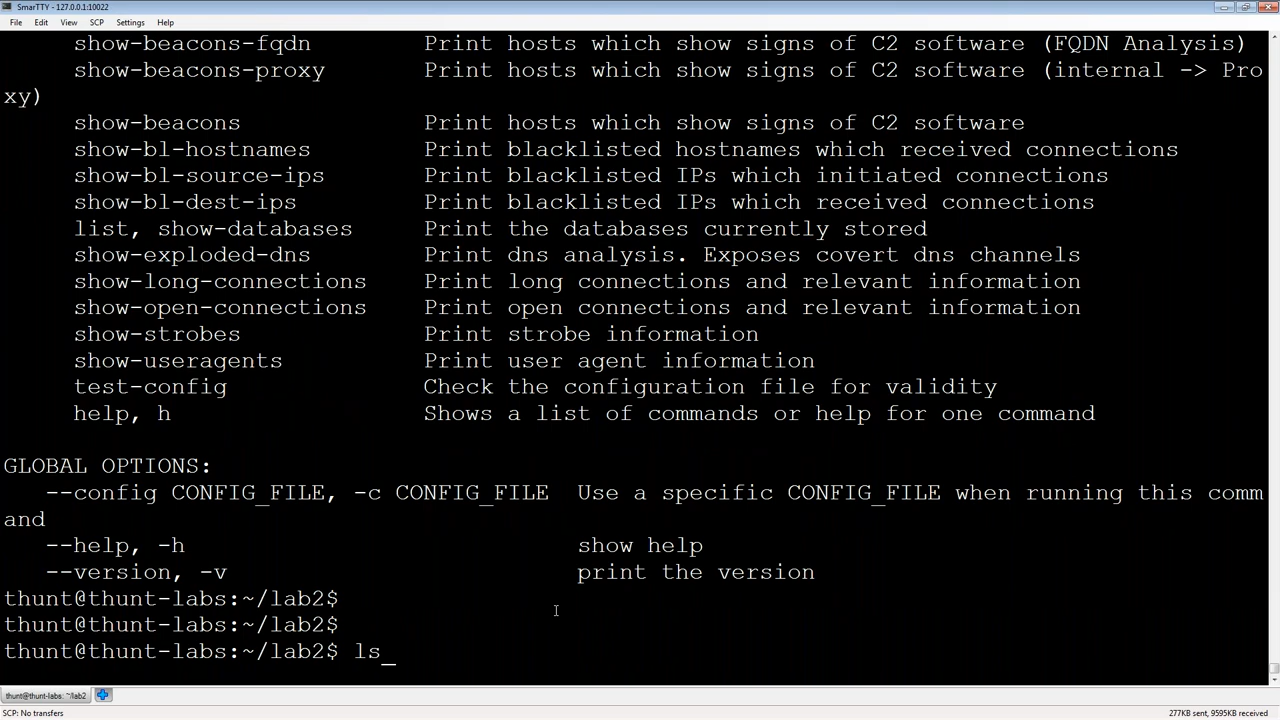 SmarTTY - 127.0.0.1:10022
File Edit View SCP Settings Help
show-beacons-fqdn Print hosts which show signs of C2 software (FQDN Analysis)
show-beacons-proxy Print hosts which show signs of C2 software (internal -> Pro
xy)
show-beacons Print hosts which show signs of C2 software
show-bl-hostnames Print blacklisted hostnames which received connections
show-bl-source-ips Print blacklisted IPs which initiated connections
show-bl-dest-ips Print blacklisted IPs which received connections
list, show-databases Print the databases currently stored
show-exploded-dns Print dns analysis. Exposes covert dns channels
show-long-connections Print long connections and relevant information
show-open-connections Print open connections and relevant information
show-strobes Print strobe information
show-useragents Print user agent information
test-config Check the configuration file for validity
help, h Shows a list of commands or help for one command
GLOBAL OPTIONS:
--config CONFIG_FILE, -c CONFIG_FILE Use a specific CONFIG_FILE when running this comm
and
--help, -h show help
--version, -v print the version
thunt@thunt-labs:~/lab2$
thunt@thunt-labs:~/lab2$
thunt@thunt-labs:~/lab2$ ls_
thunt@thunt-labs: ~/lab2
SCP: No transfers 277KB sent, 9595KB received